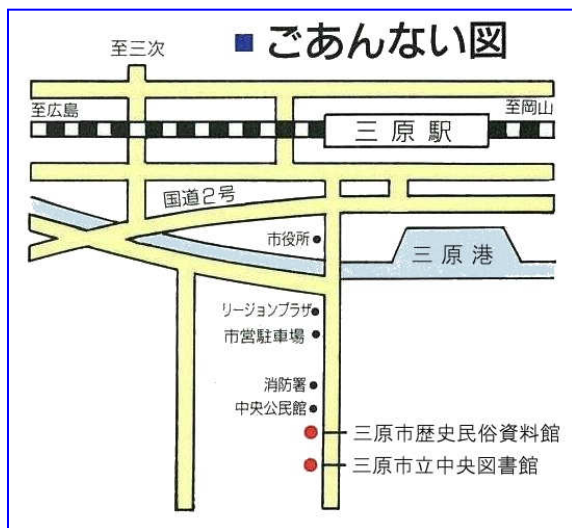 ■ごあんない図
至三次
至広島
至岡山
三原駅
国道2号
市役所
三原港
リージョンプラザ
市営駐車場
消防署
中央公民館
三原市歴史民俗資料館
三原市立中央図書館